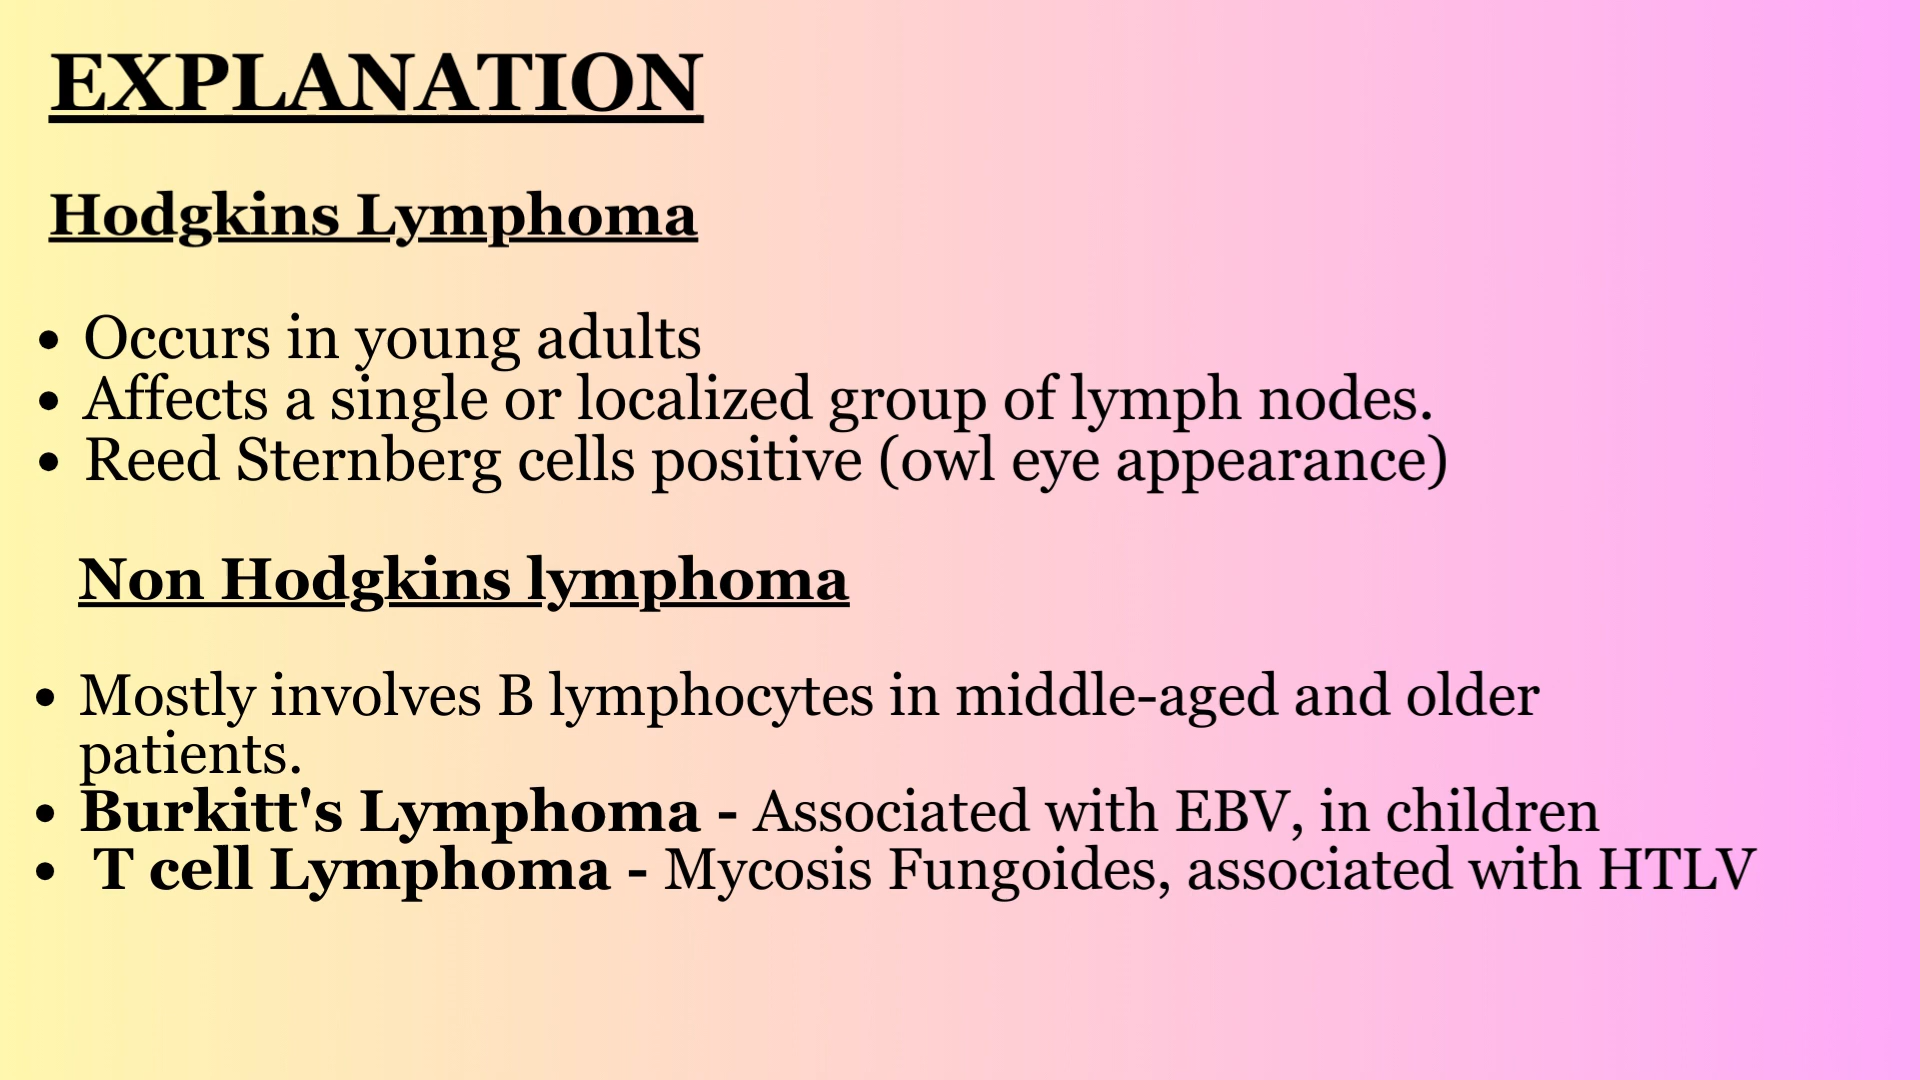 EXPLANATION
Hodgkins Lymphoma
• Occurs in young adults
• Affects a single or localized group of lymph nodes.
• Reed Sternberg cells positive (owl eye appearance)
Non Hodgkins lymphoma
• Mostly involves B lymphocytes in middle-aged and older
patients.
• Burkitt's Lymphoma - Associated with EBV, in children
• T cell Lymphoma - Mycosis Fungoides, associated with HTLV